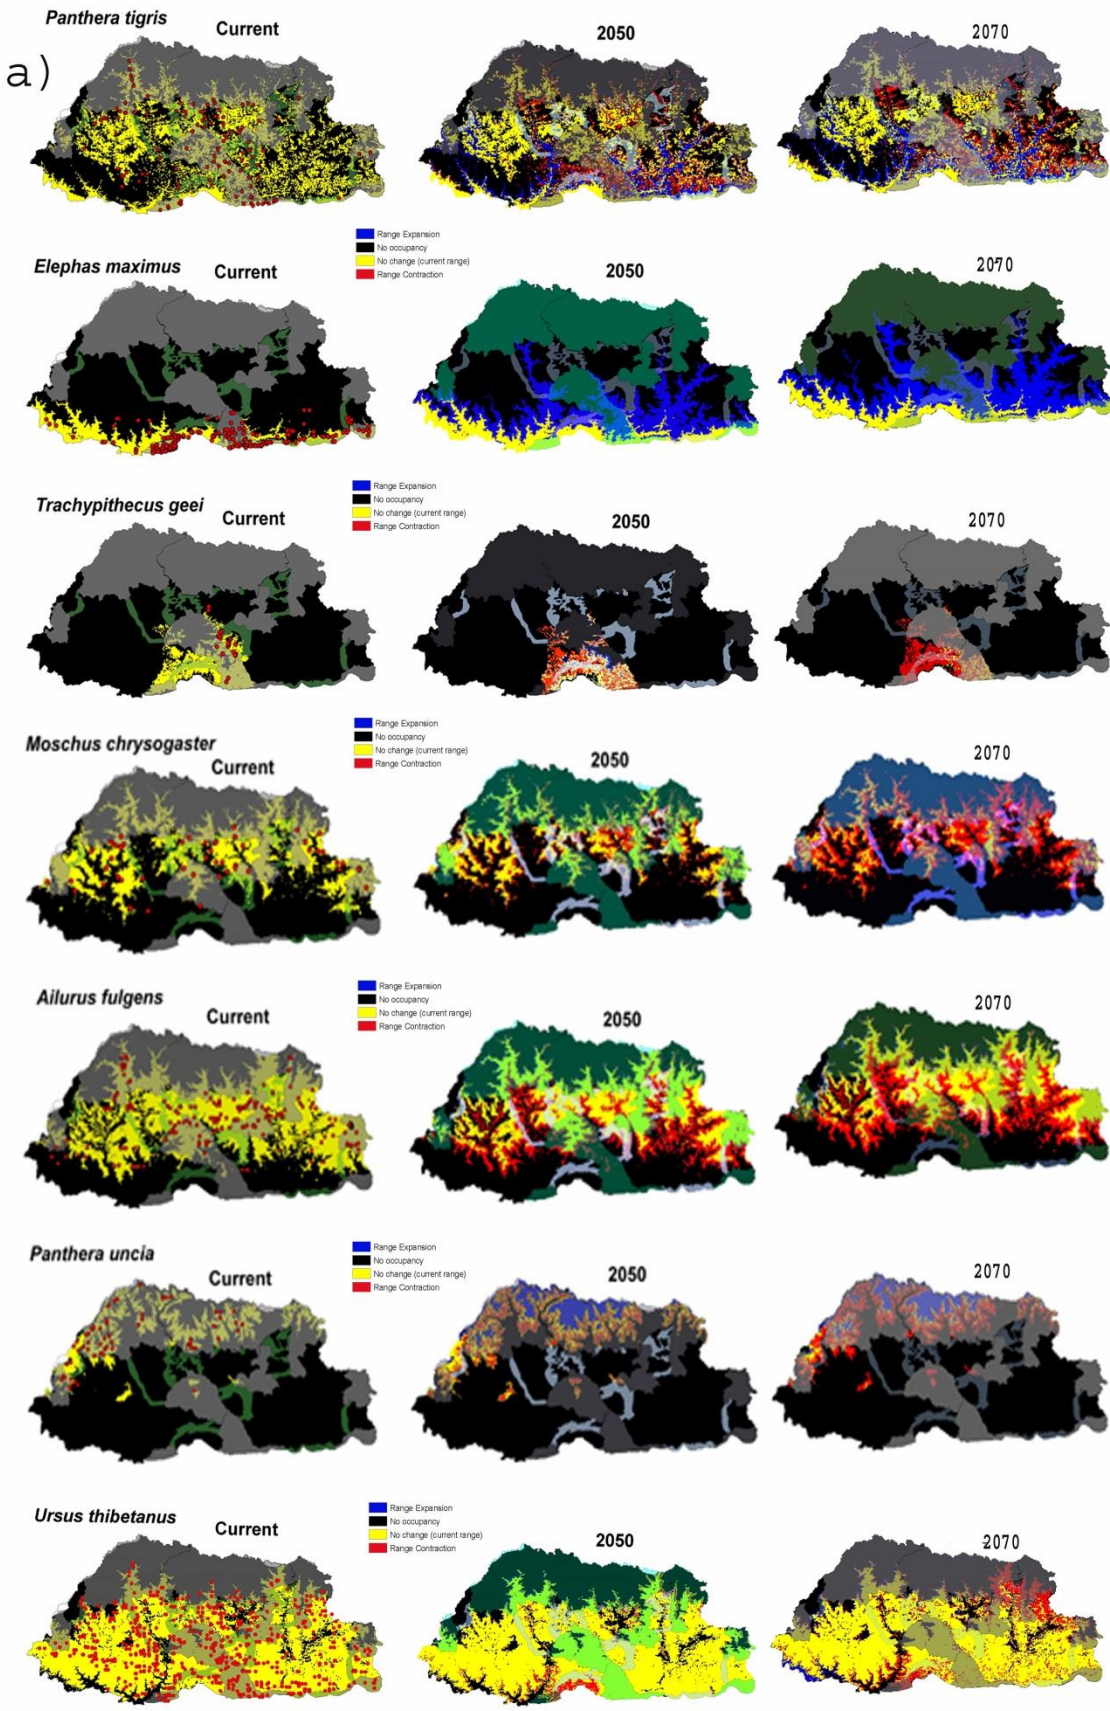 Panthera tigris
Current
2050
2070
a)
Range Expansion
No occupancy
No change (current range)
Range Contraction
Elephas maximus
Current
2050
2070
Range Expansion
No occupancy
No change (current range)
Range Contraction
Trachypithecus geei
Current
2050
2070
Range Expansion
No occupancy
No change (current range)
Range Contraction
Moschus chrysogaster
Current
2050
2070
Range Expansion
No occupancy
No change (current range)
Range Contraction
Ailurus fulgens
Current
2050
2070
Range Expansion
No occupancy
No change (current range)
Range Contraction
Panthera uncia
Current
2050
2070
Range Expansion
No occupancy
No change (current range)
Range Contraction
Ursus thibetanus
Current
2050
2070